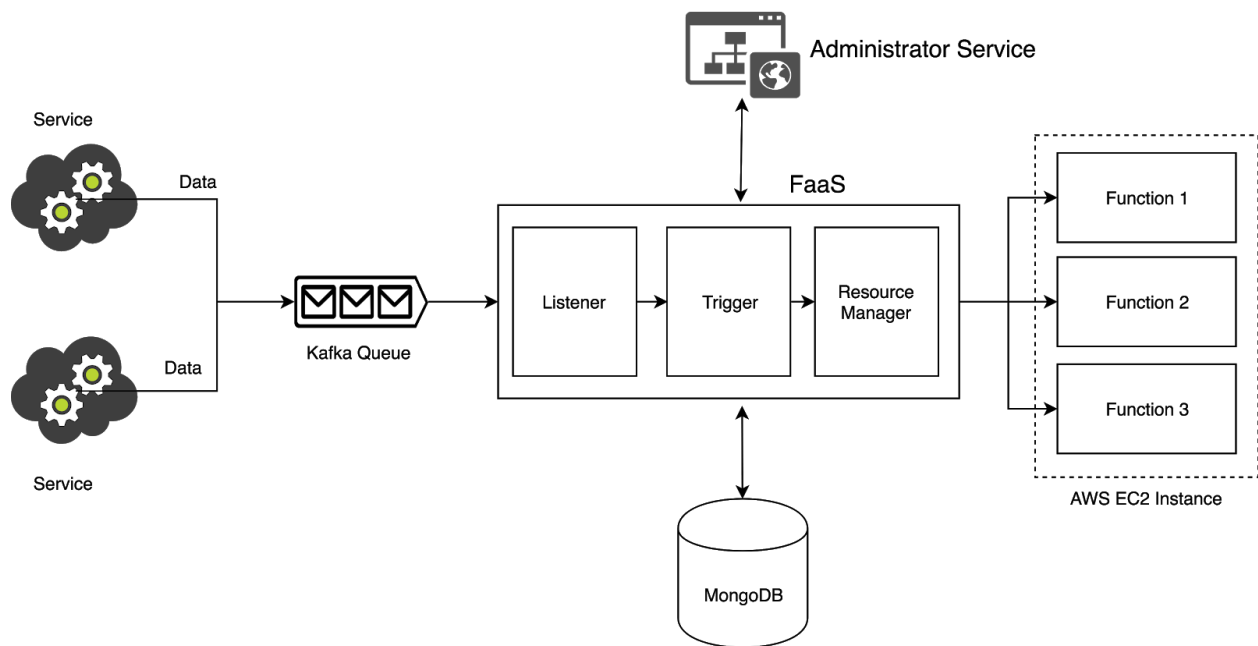 Administrator Service
Service
Data
FaaS
Function 1
Listener
Trigger
Resource
Manager
Function 2
Kafka Queue
Data
Function 3
Service
AWS EC2 Instance
MongoDB